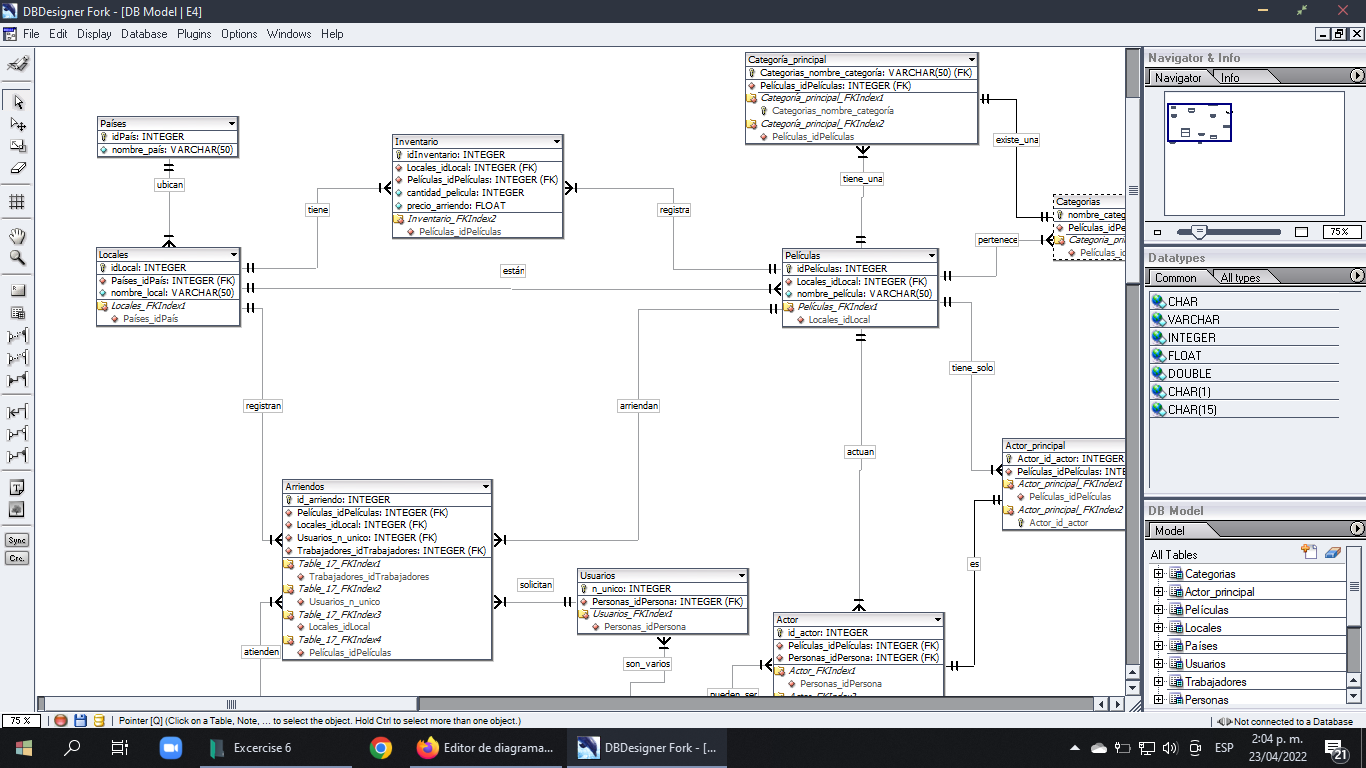 DBDesigner Fork - [DB Model | E4]
File Edit Display Database Plugins Options Windows Help
Sync
Cre.
Países
idPaís: INTEGER
nombre_país: VARCHAR(50)
ubican
Locales
idLocal: INTEGER
Países_idPaís: INTEGER (FK)
nombre_local: VARCHAR(50)
Locales_FKIndex1
Países_idPaís
tiene
Inventario
idInventario: INTEGER
Locales_idLocal: INTEGER (FK)
Películas_idPelículas: INTEGER (FK)
cantidad_pelicula: INTEGER
precio_arriendo: FLOAT
Inventario_FKIndex2
Películas_idPelículas
registra
están
Categoría_principal
Categorias_nombre_categoría: VARCHAR(50) (FK)
Películas_idPelículas: INTEGER (FK)
Categoría_principal_FKIndex1
Categorias_nombre_categoría
Categoría_principal_FKIndex2
Películas_idPelículas
existe_una
tiene_una
Categorias
nombre_categ
Películas_idPe
Categoria_prin
Películas_id
pertenece
Películas
idPelículas: INTEGER
Locales_idLocal: INTEGER (FK)
nombre_película: VARCHAR(50)
Películas_FKIndex1
Locales_idLocal
tiene_solo
registran
arriendan
actuan
Actor_principal
Actor_id_actor: INTEGER
Películas_idPelículas: INTE
Actor_principal_FKIndex1
Películas_idPelículas
Actor_principal_FKIndex2
Actor_id_actor
es
Arriendos
id_arriendo: INTEGER
Películas_idPelículas: INTEGER (FK)
Locales_idLocal: INTEGER (FK)
Usuarios_n_unico: INTEGER (FK)
Trabajadores_idTrabajadores: INTEGER (FK)
Table_17_FKIndex1
Trabajadores_idTrabajadores
Table_17_FKIndex2
Usuarios_n_unico
Table_17_FKIndex3
Locales_idLocal
Table_17_FKIndex4
Películas_idPelículas
atienden
solicitan
Usuarios
n_unico: INTEGER
Personas_idPersona: INTEGER (FK)
Usuarios_FKIndex1
Personas_idPersona
son_varios
pueden_ser
Actor
id_actor: INTEGER
Películas_idPelículas: INTEGER (FK)
Personas_idPersona: INTEGER (FK)
Actor_FKIndex1
Personas_idPersona
Navigator & Info
Navigator Info
75%
Datatypes
Common All types
CHAR
VARCHAR
INTEGER
FLOAT
DOUBLE
CHAR(1)
CHAR(15)
DB Model
Model
All Tables
Categorias
Actor_principal
Películas
Locales
Países
Usuarios
Trabajadores
Personas
75 % Pointer [Q] (Click on a Table, Note, ... to select the object. Hold Ctrl to select more than one object.) Not connected to a Database
Excercise 6 Editor de diagrama... DBDesigner Fork - [... ESP 2:04 p. m.
23/04/2022
21